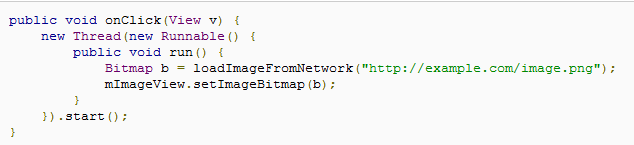 public void onClick(View v) {
    new Thread(new Runnable() {
        public void run() {
            Bitmap b = loadImageFromNetwork("http://example.com/image.png");
            mImageView.setImageBitmap(b);
        }
    }).start();
}